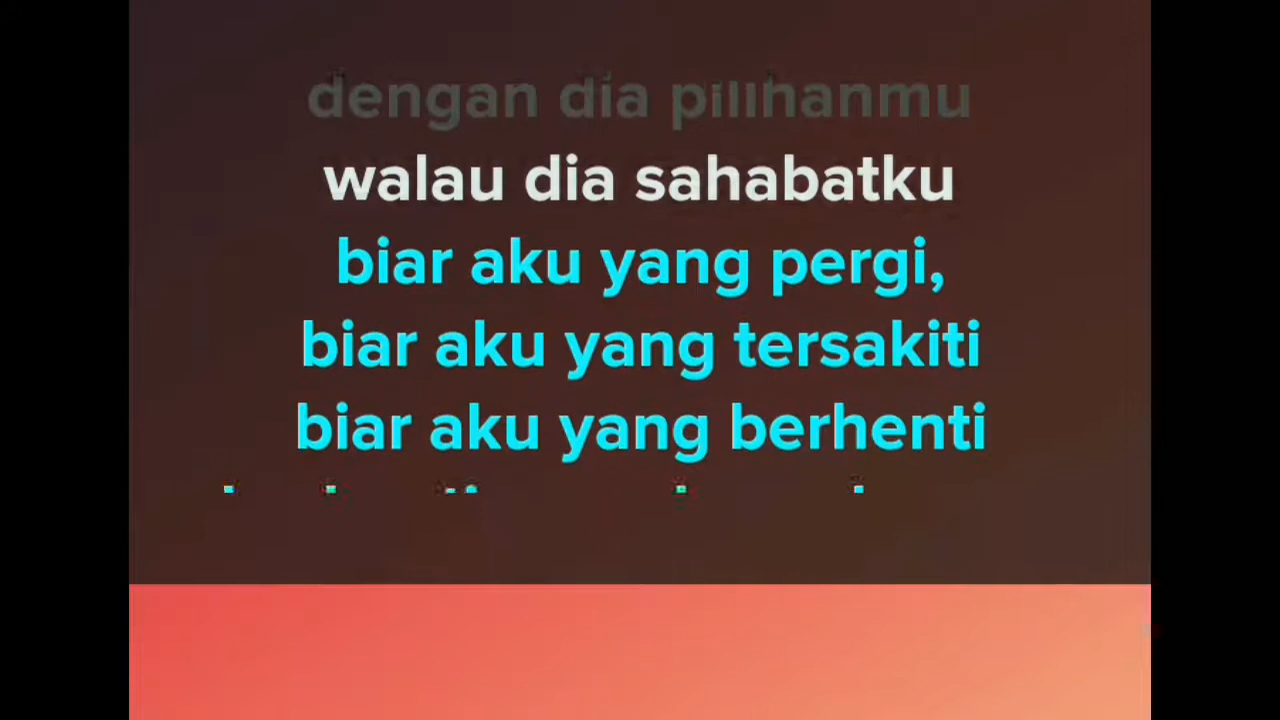 dengan dia pilihanmu
walau dia sahabatku
biar aku yang pergi,
biar aku yang tersakiti
biar aku yang berhenti